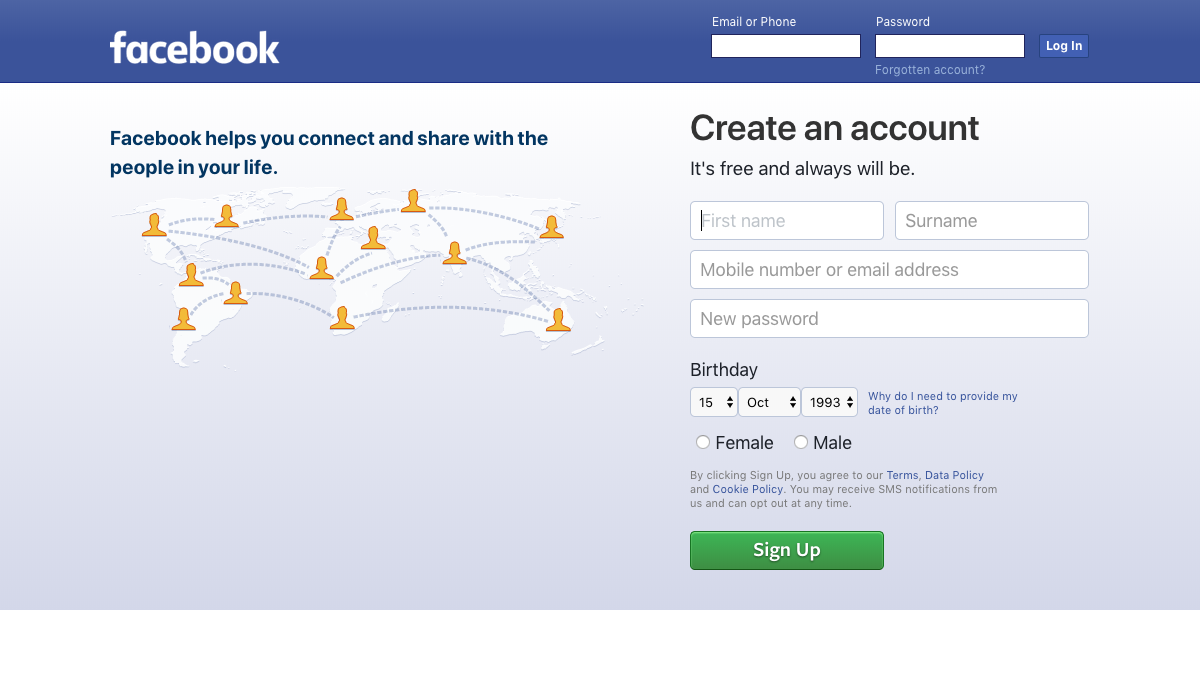 facebook
Email or Phone
Password
Log In
Forgotten account?
Facebook helps you connect and share with the
people in your life.
Create an account
It's free and always will be.
First name
Surname
Mobile number or email address
New password
Birthday
15
Oct
1993
Why do I need to provide my
date of birth?
Female
Male
By clicking Sign Up, you agree to our Terms, Data Policy
and Cookie Policy. You may receive SMS notifications from
us and can opt out at any time.
Sign Up